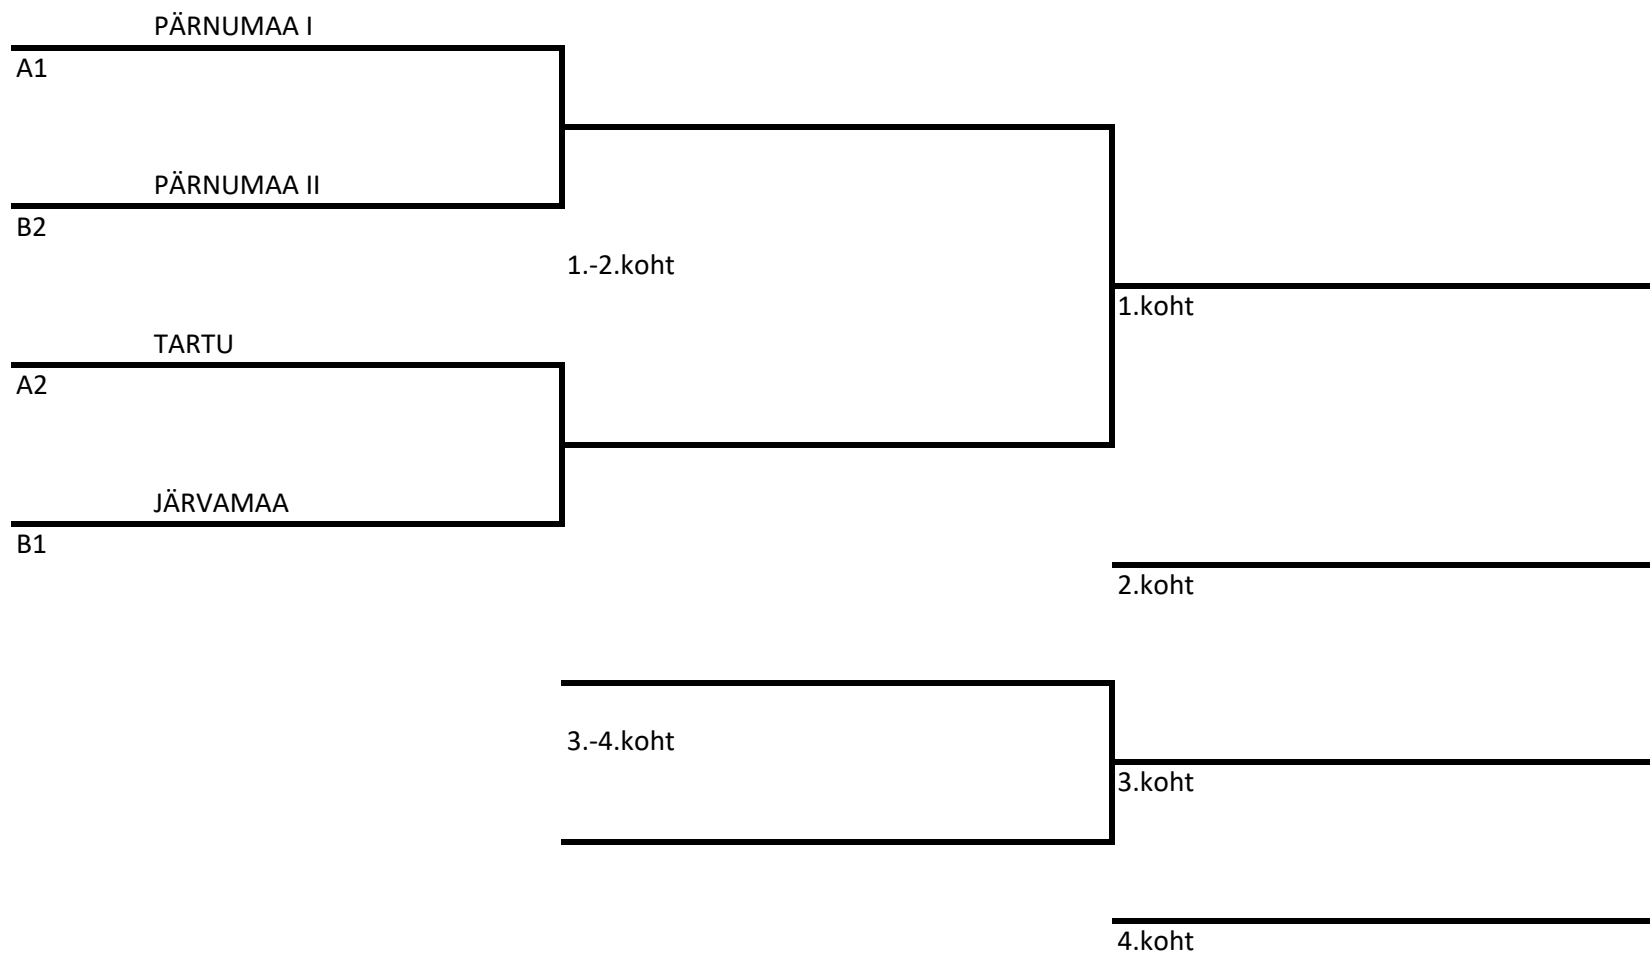 PÄRNUMAA I
A1
PÄRNUMAA II
B2
1.-2.koht
1.koht
TARTU
A2
JÄRVAMAA
B1
2.koht
3.-4.koht
3.koht
4.koht